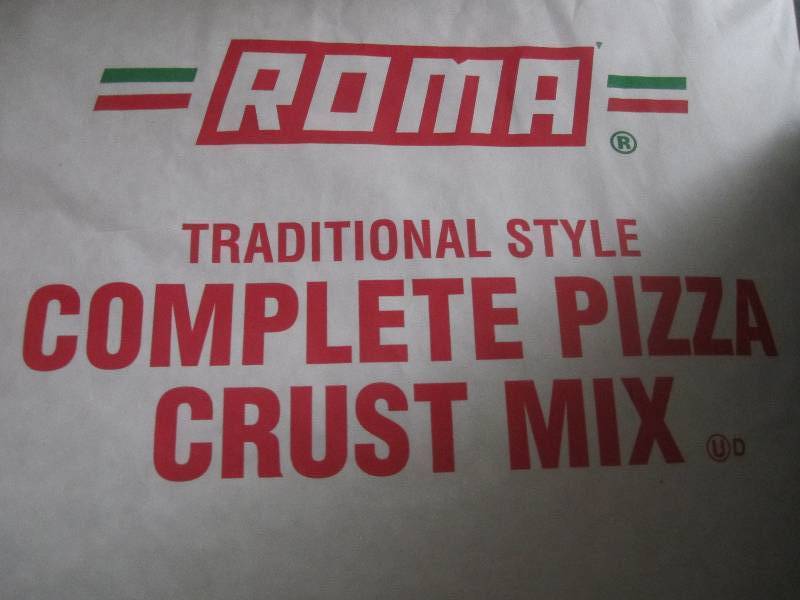 ROMA ®
TRADITIONAL STYLE
COMPLETE PIZZA
CRUST MIX ⓊD